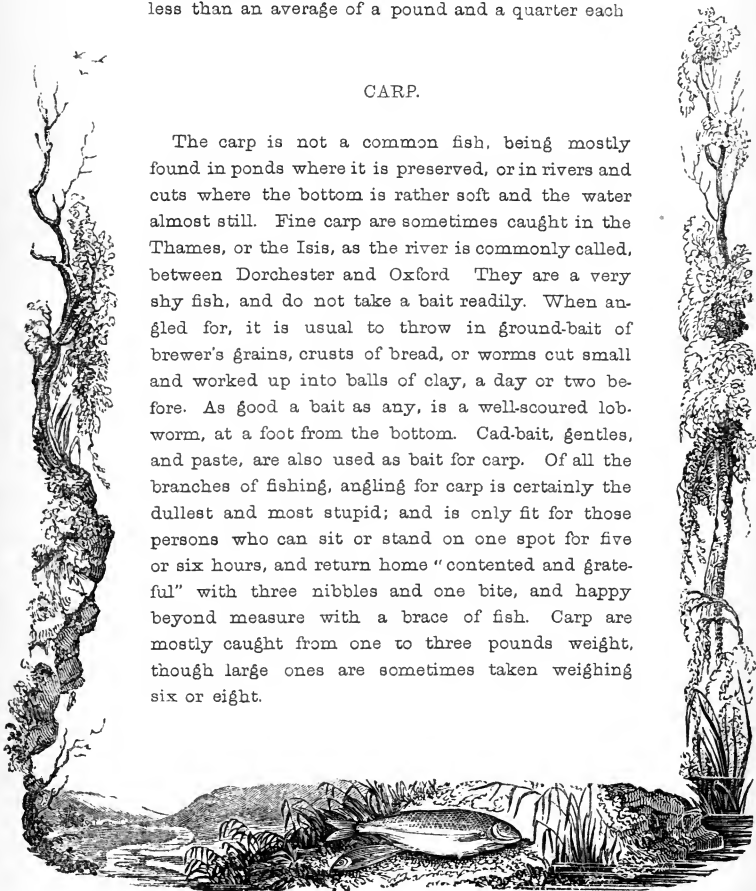 less than an average of a pound and a quarter each
CARP.
The carp is not a common fish, being mostly
found in ponds where it is preserved, or in rivers and
cuts where the bottom is rather soft and the water
almost still. Fine carp are sometimes caught in the
Thames, or the Isis, as the river is commonly called,
between Dorchester and Oxford They are a very
shy fish, and do not take a bait readily. When an-
gled for, it is usual to throw in ground-bait of
brewer's grains, crusts of bread, or worms cut small
and worked up into balls of clay, a day or two be-
fore. As good a bait as any, is a well-scoured lob-
worm, at a foot from the bottom. Cad-bait, gentles,
and paste, are also used as bait for carp. Of all the
branches of fishing, angling for carp is certainly the
dullest and most stupid; and is only fit for those
persons who can sit or stand on one spot for five
or six hours, and return home "contented and grate-
ful" with three nibbles and one bite, and happy
beyond measure with a brace of fish. Carp are
mostly caught from one to three pounds weight,
though large ones are sometimes taken weighing
six or eight.